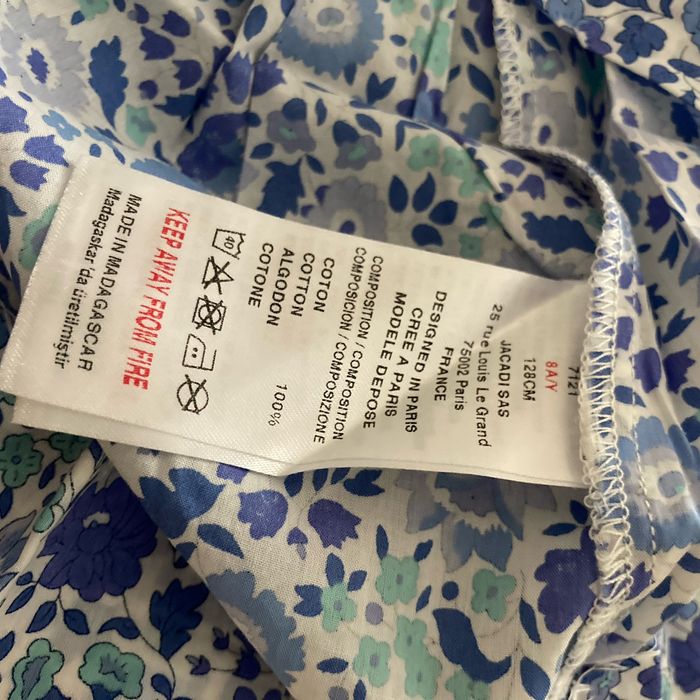 7121
8A/Y
128CM
JACADI SAS
25 rue Louis Le Grand
75002 Paris
FRANCE
DESIGNED IN PARIS
CREE À PARIS
MODELE DEPOSE
COMPOSITION / COMPOSITION
COMPOSICION / COMPOSIZIONE
COTON 100%
COTTON
ALGODON
COTONE
40
KEEP AWAY FROM FIRE
MADE IN MADAGASCAR
Madagaskar'da üretilmiştir